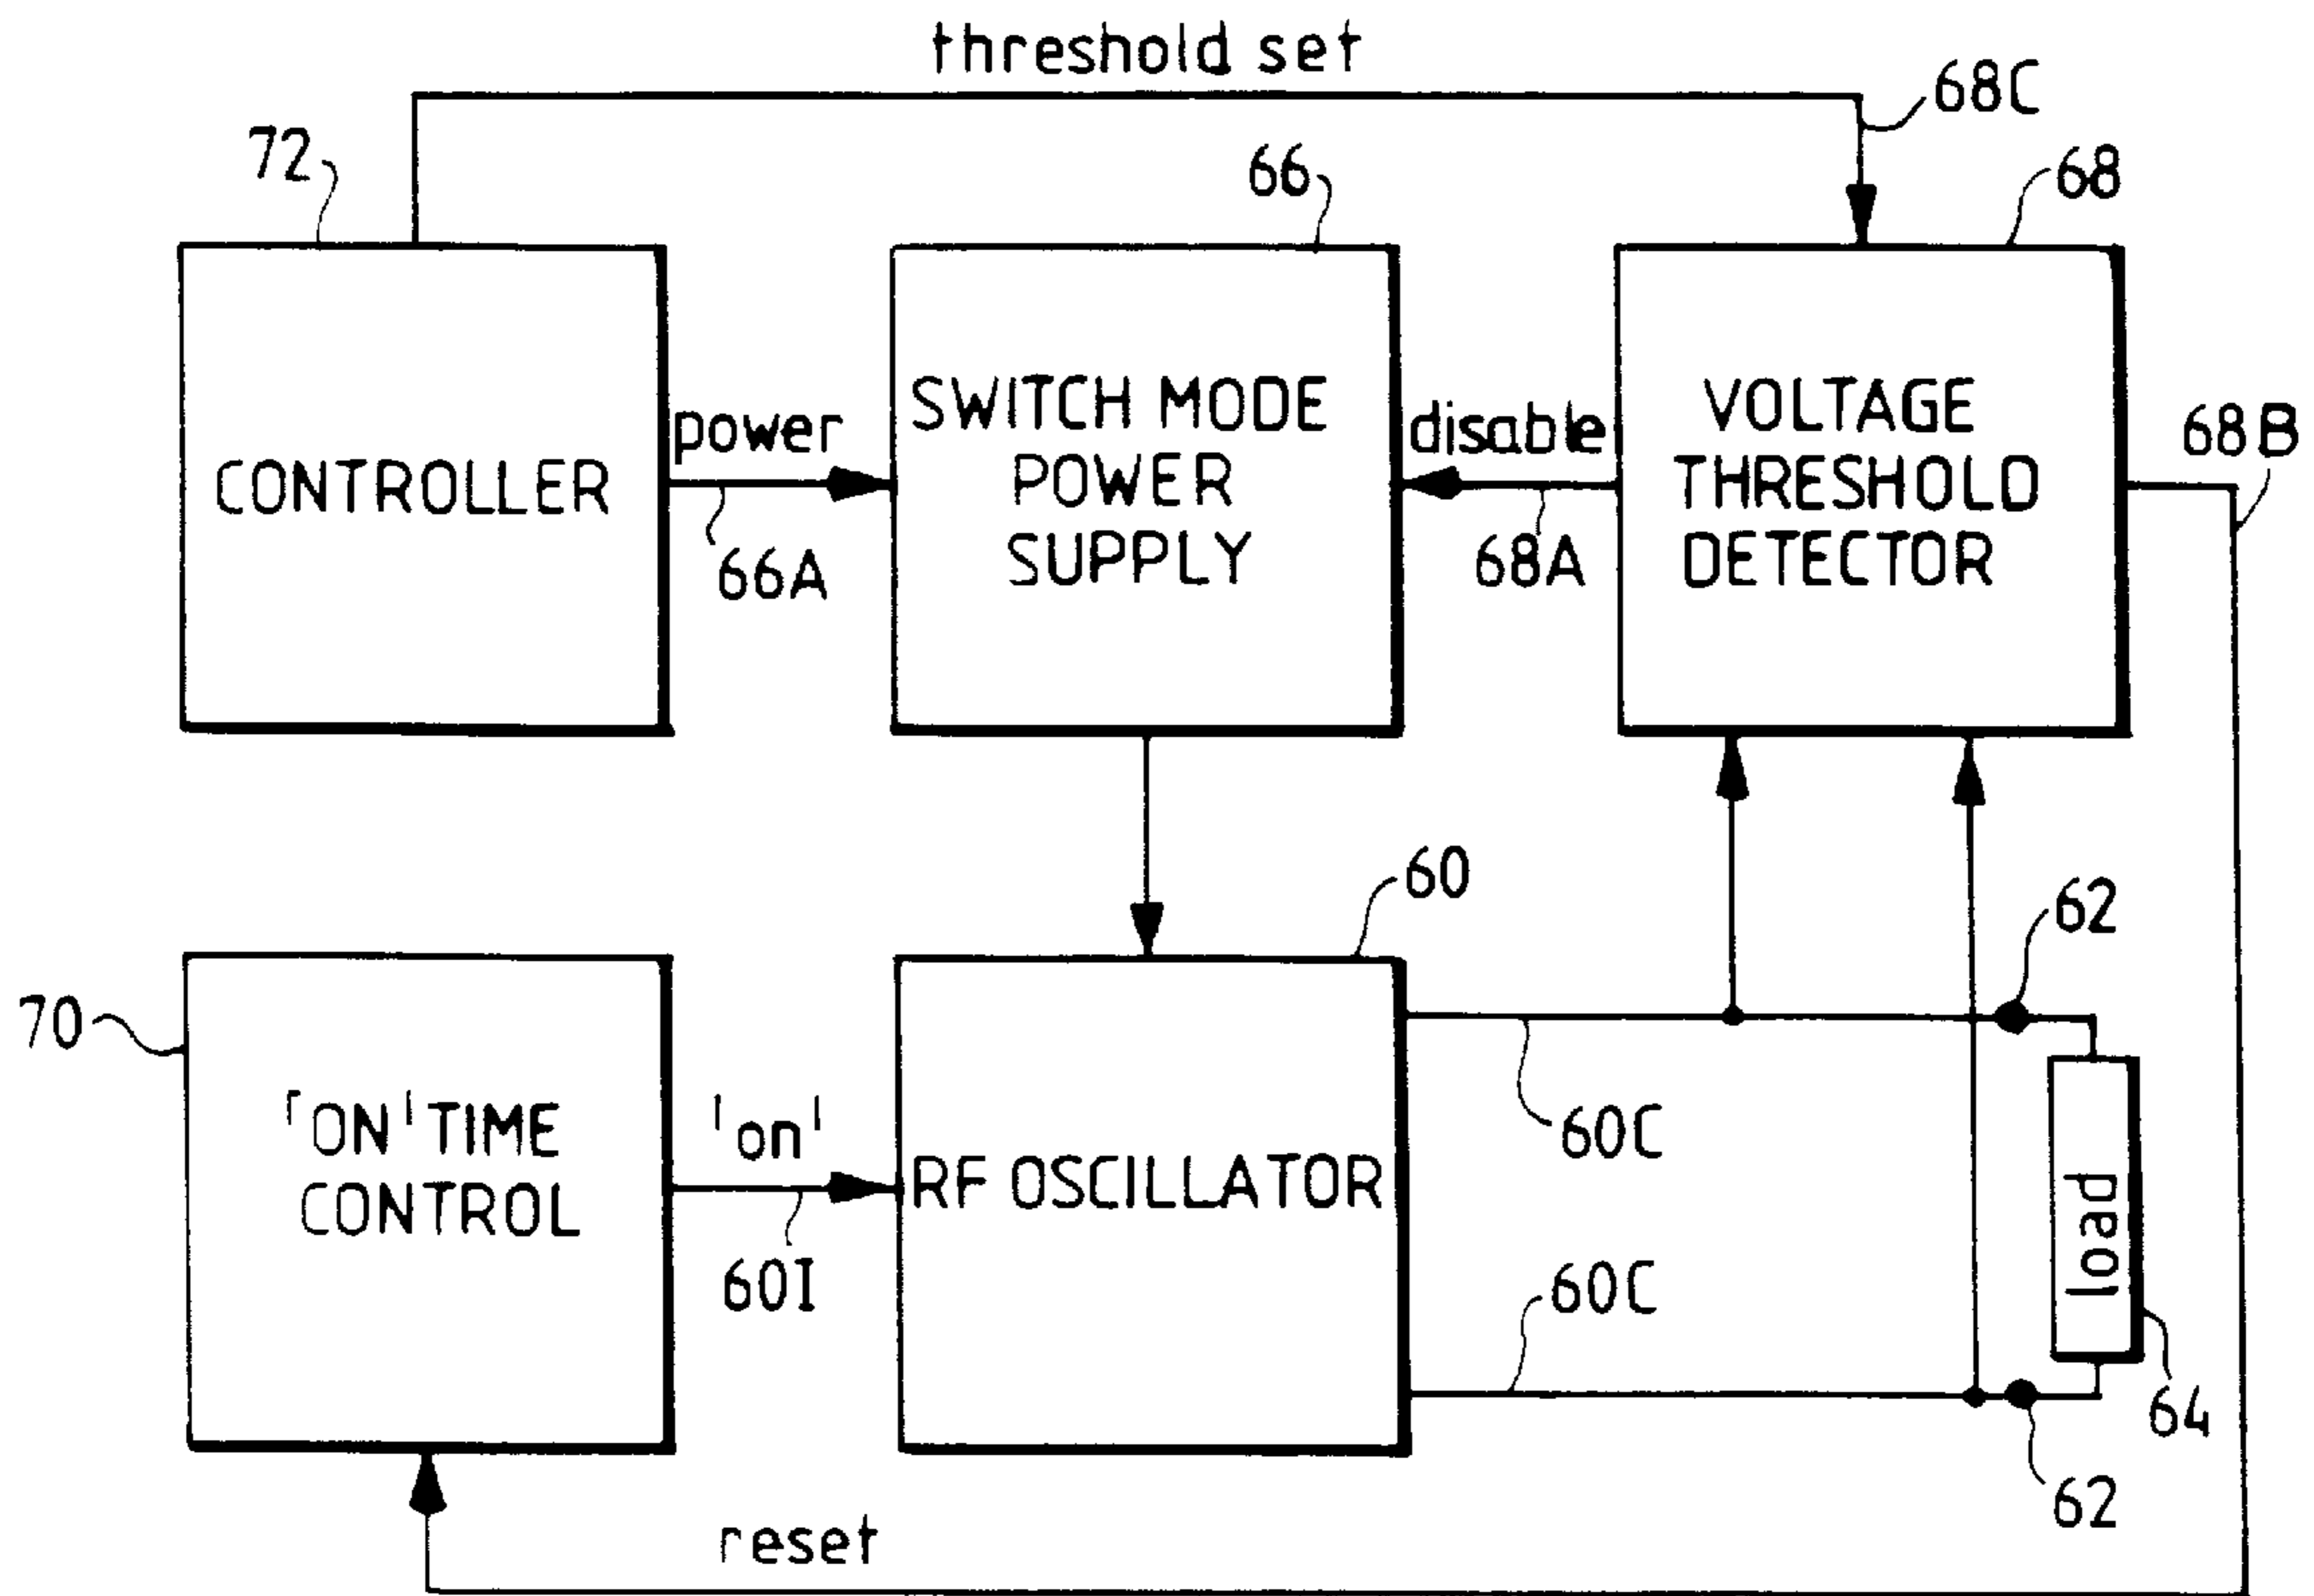 threshold set
68C
72
66
68
CONTROLLER
power
66A
SWITCH MODE
POWER
SUPPLY
disable
68A
VOLTAGE
THRESHOLD
DETECTOR
68B
60
62
70
'ON' TIME
CONTROL
'on'
60I
RF OSCILLATOR
60C
60C
load
64
62
reset